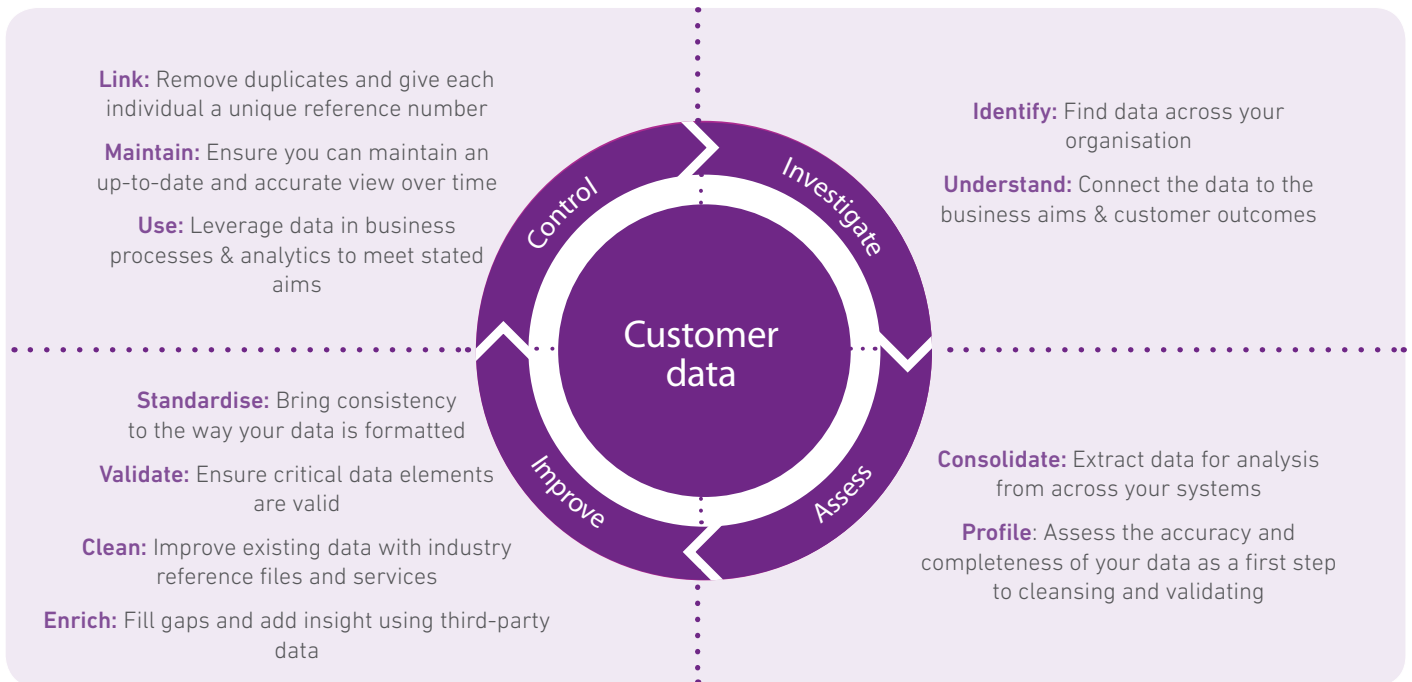 Link: Remove duplicates and give each
individual a unique reference number
Maintain: Ensure you can maintain an
up-to-date and accurate view over time
Use: Leverage data in business
processes & analytics to meet stated
aims
Identify: Find data across your
organisation
Understand: Connect the data to the
business aims & customer outcomes
Control
Investigate
Customer
data
Improve
Assess
Standardise: Bring consistency
to the way your data is formatted
Validate: Ensure critical data elements
are valid
Clean: Improve existing data with industry
reference files and services
Enrich: Fill gaps and add insight using third-party
data
Consolidate: Extract data for analysis
from across your systems
Profile: Assess the accuracy and
completeness of your data as a first step
to cleansing and validating